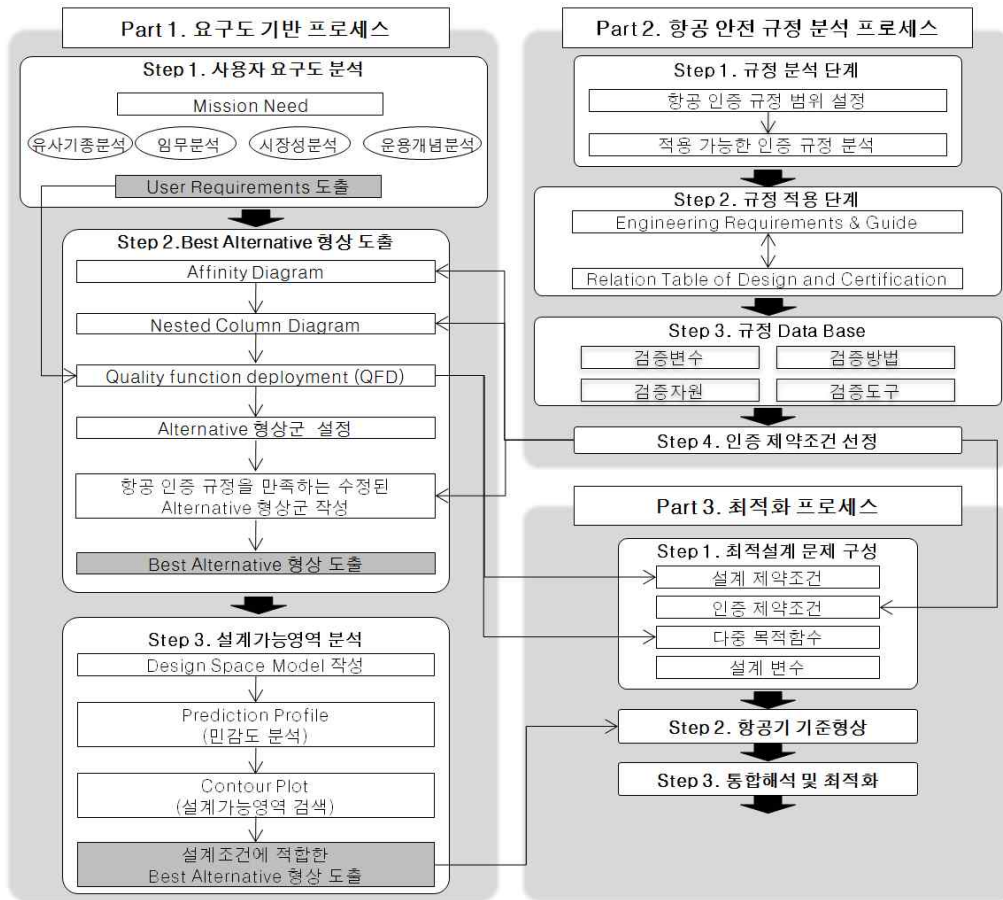 Part 1. 요구도 기반 프로세스
Step 1. 사용자 요구도 분석
Mission Need
유사기종분석
임무분석
시장성분석
운용개념분석
User Requirements 도출
Step 2.Best Alternative 형상 도출
Affinity Diagram
Nested Column Diagram
Quality function deployment (QFD)
Alternative 형상군 설정
항공 인증 규정을 만족하는 수정된
Alternative 형상군 작성
Best Alternative 형상 도출
Step 3. 설계가능영역 분석
Design Space Model 작성
Prediction Profile
(민감도 분석)
Contour Plot
(설계가능영역 검색)
설계조건에 적합한
Best Alternative 형상 도출
Part 2. 항공 안전 규정 분석 프로세스
Step 1. 규정 분석 단계
항공 인증 규정 범위 설정
적용 가능한 인증 규정 분석
Step 2. 규정 적용 단계
Engineering Requirements & Guide
Relation Table of Design and Certification
Step 3. 규정 Data Base
검증변수
검증방법
검증자원
검증도구
Step 4. 인증 제약조건 선정
Part 3. 최적화 프로세스
Step 1. 최적설계 문제 구성
설계 제약조건
인증 제약조건
다중 목적함수
설계 변수
Step 2. 항공기 기준형상
Step 3. 통합해석 및 최적화